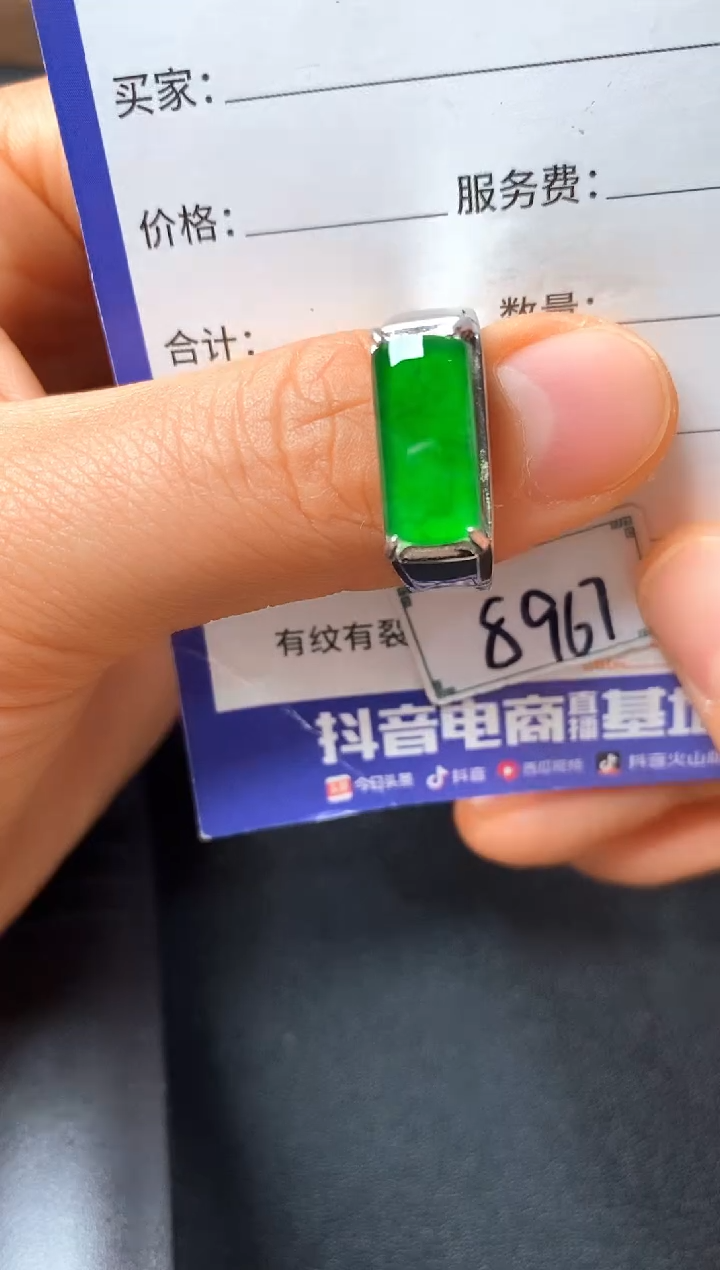 买家：
价格： 服务费：
合计： 数量：
有纹有裂
8967
抖音电商直播基地
今日头条 抖音 西瓜视频 抖音火山